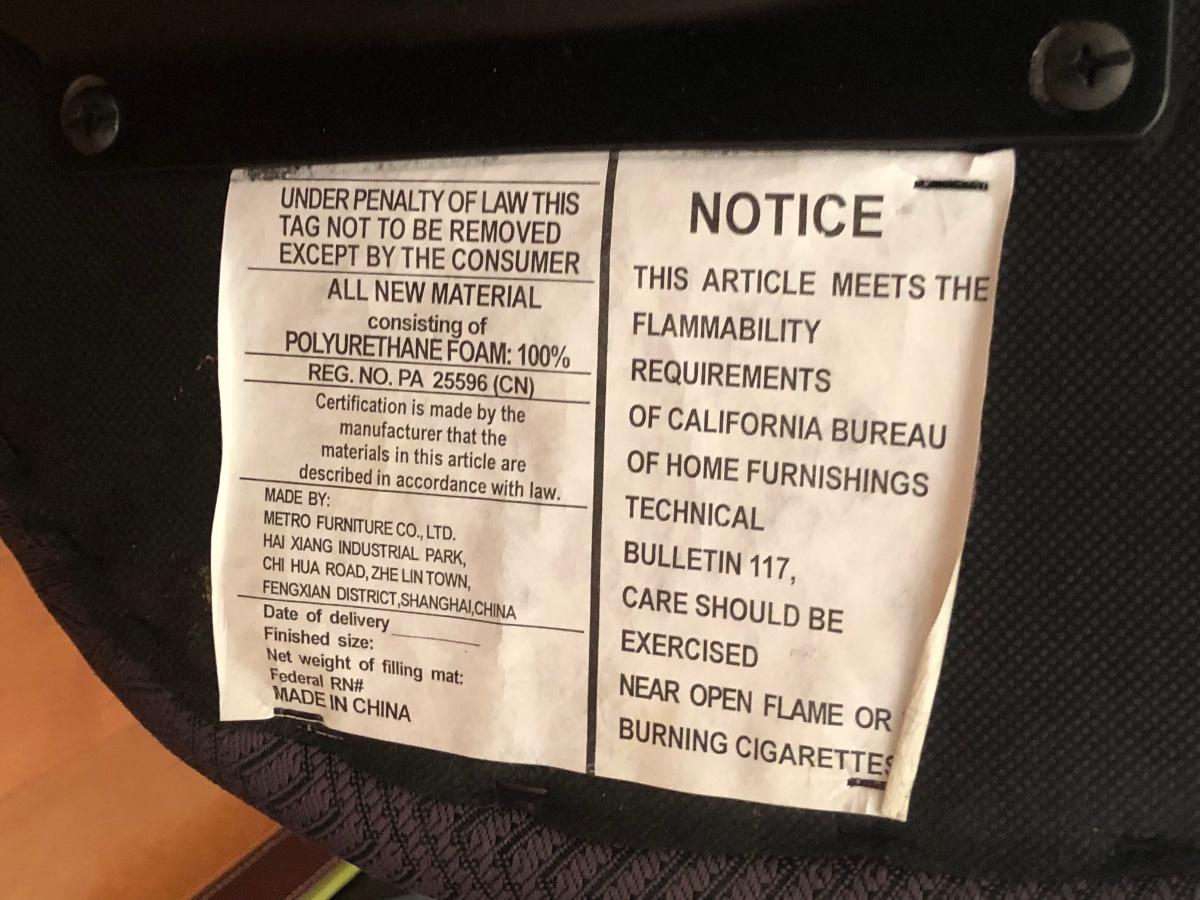 UNDER PENALTY OF LAW THIS
TAG NOT TO BE REMOVED
EXCEPT BY THE CONSUMER
ALL NEW MATERIAL
consisting of
POLYURETHANE FOAM: 100%
REG. NO. PA 25596 (CN)
Certification is made by the
manufacturer that the
materials in this article are
described in accordance with law.
MADE BY:
METRO FURNITURE CO., LTD.
HAI XIANG INDUSTRIAL PARK,
CHI HUA ROAD, ZHE LIN TOWN,
FENGXIAN DISTRICT,SHANGHAI,CHINA
Date of delivery
Finished size:
Net weight of filling mat:
Federal RN#
MADE IN CHINA
NOTICE
THIS ARTICLE MEETS THE
FLAMMABILITY
REQUIREMENTS
OF CALIFORNIA BUREAU
OF HOME FURNISHINGS
TECHNICAL
BULLETIN 117,
CARE SHOULD BE
EXERCISED
NEAR OPEN FLAME OR
BURNING CIGARETTES